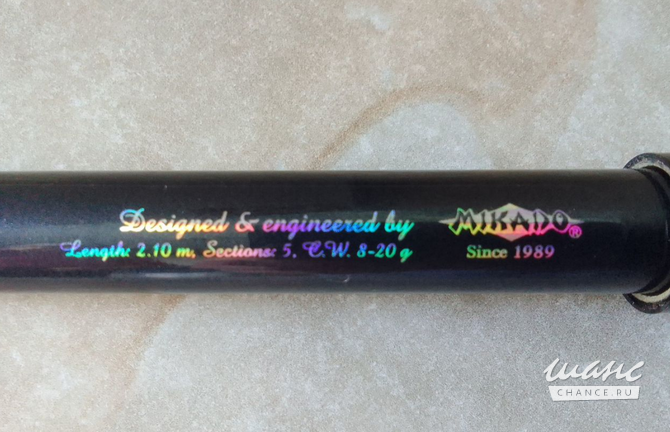 Designed & engineered by
Length: 2.10 m, Sections: 5, C.W. 8-20 g
MIKADO®
Since 1989
шанс
CHANCE.RU